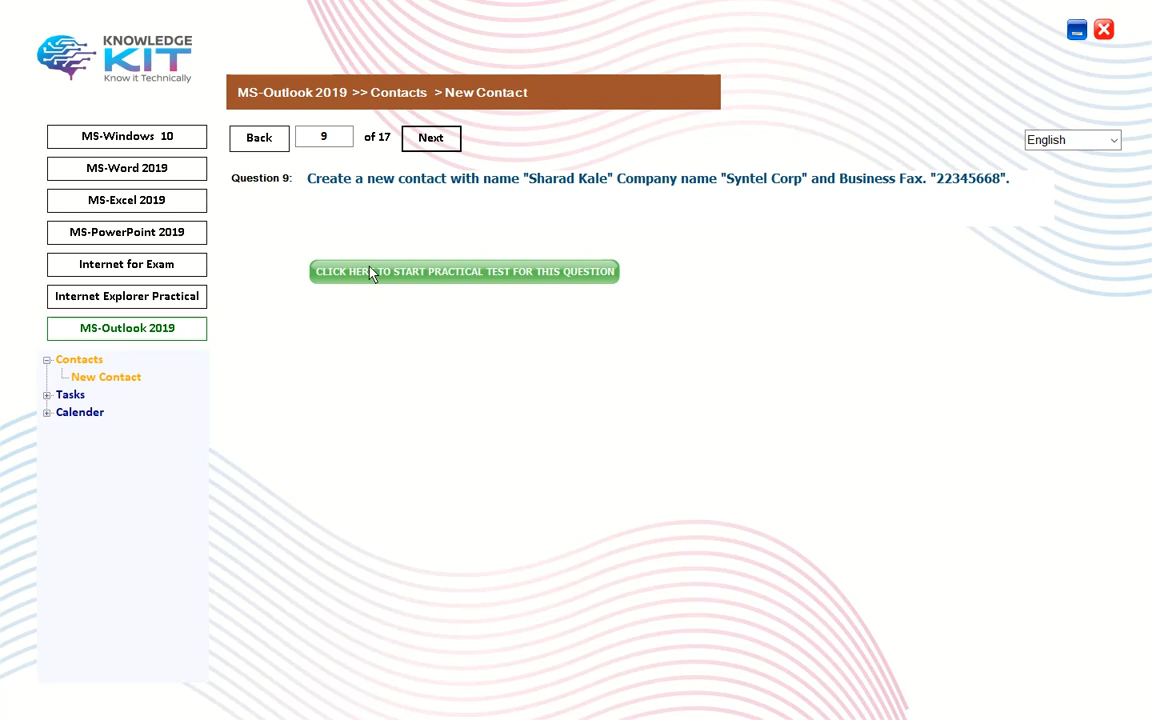 KNOWLEDGE
KIT
Know it Technically
MS-Outlook 2019 >> Contacts > New Contact
MS-Windows 10
Back 9 of 17 Next
English
MS-Word 2019
Question 9: Create a new contact with name "Sharad Kale" Company name "Syntel Corp" and Business Fax. "22345668".
MS-Excel 2019
MS-PowerPoint 2019
Internet for Exam
CLICK HERE TO START PRACTICAL TEST FOR THIS QUESTION
Internet Explorer Practical
MS-Outlook 2019
Contacts
New Contact
Tasks
Calender